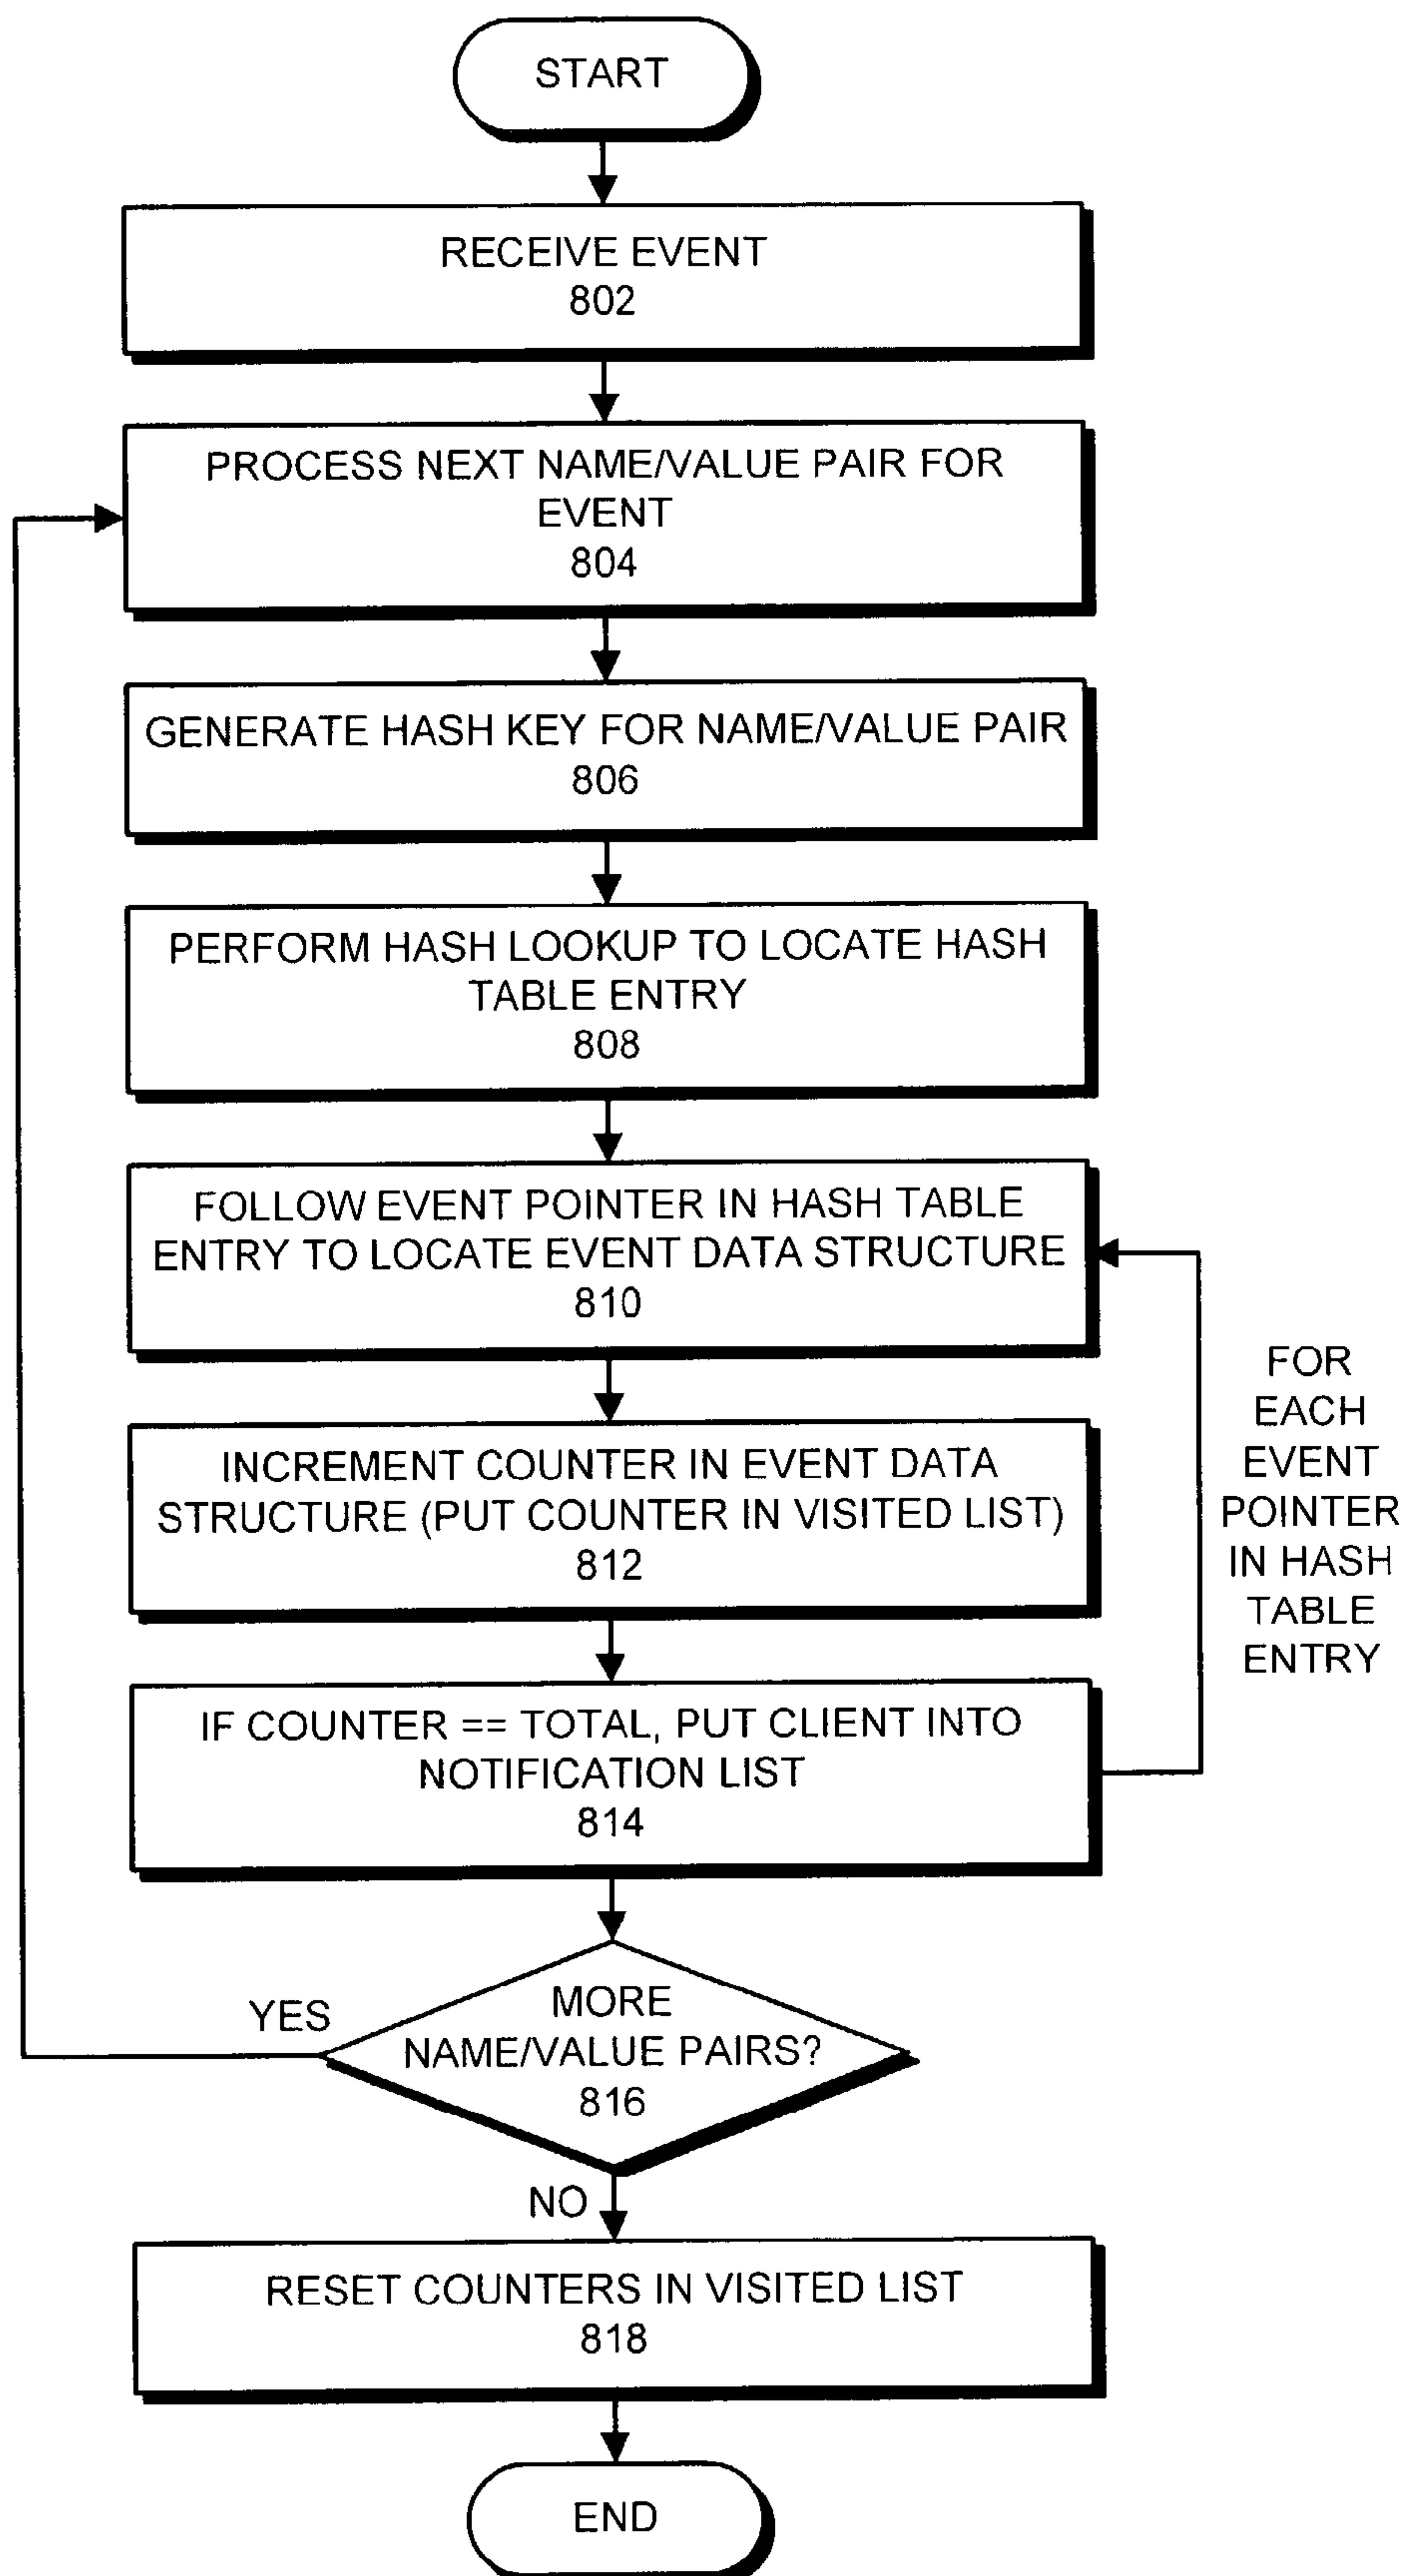 START
RECEIVE EVENT
802
PROCESS NEXT NAME/VALUE PAIR FOR
EVENT
804
GENERATE HASH KEY FOR NAME/VALUE PAIR
806
PERFORM HASH LOOKUP TO LOCATE HASH
TABLE ENTRY
808
FOLLOW EVENT POINTER IN HASH TABLE
ENTRY TO LOCATE EVENT DATA STRUCTURE
810
INCREMENT COUNTER IN EVENT DATA
STRUCTURE (PUT COUNTER IN VISITED LIST)
812
IF COUNTER == TOTAL, PUT CLIENT INTO
NOTIFICATION LIST
814
FOR
EACH
EVENT
POINTER
IN HASH
TABLE
ENTRY
MORE
NAME/VALUE PAIRS?
816
YES
NO
RESET COUNTERS IN VISITED LIST
818
END